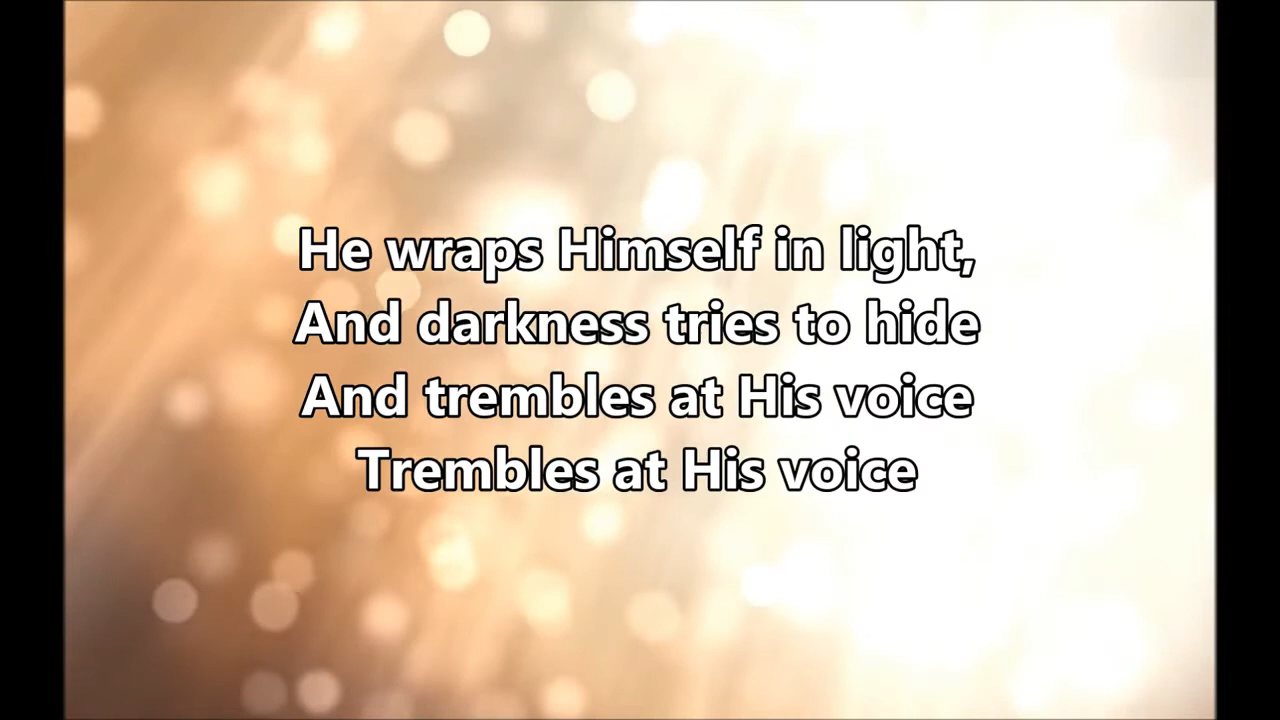 He wraps Himself in light,
And darkness tries to hide
And trembles at His voice
Trembles at His voice